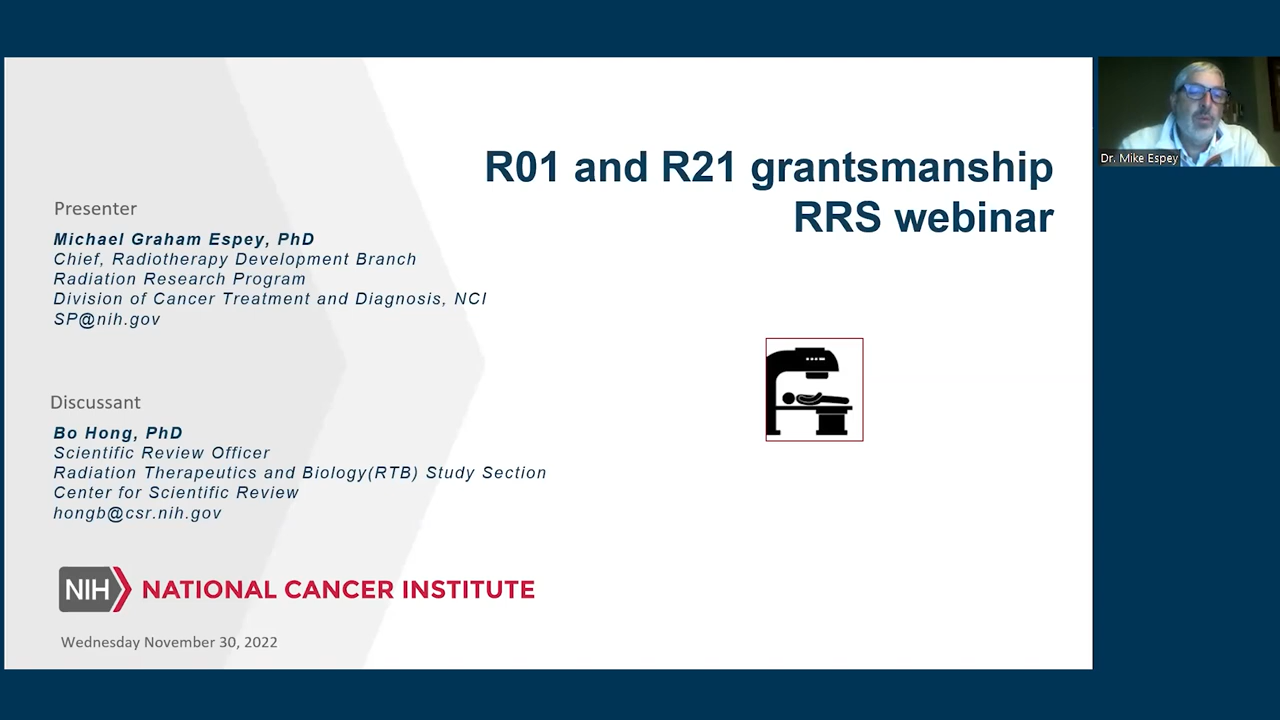 R01 and R21 grantsmanship
RRS webinar
Presenter
Michael Graham Espey, PhD
Chief, Radiotherapy Development Branch
Radiation Research Program
Division of Cancer Treatment and Diagnosis, NCI
SP@nih.gov
Discussant
Bo Hong, PhD
Scientific Review Officer
Radiation Therapeutics and Biology(RTB) Study Section
Center for Scientific Review
hongb@csr.nih.gov
NIH NATIONAL CANCER INSTITUTE
Wednesday November 30, 2022
Dr. Mike Espey